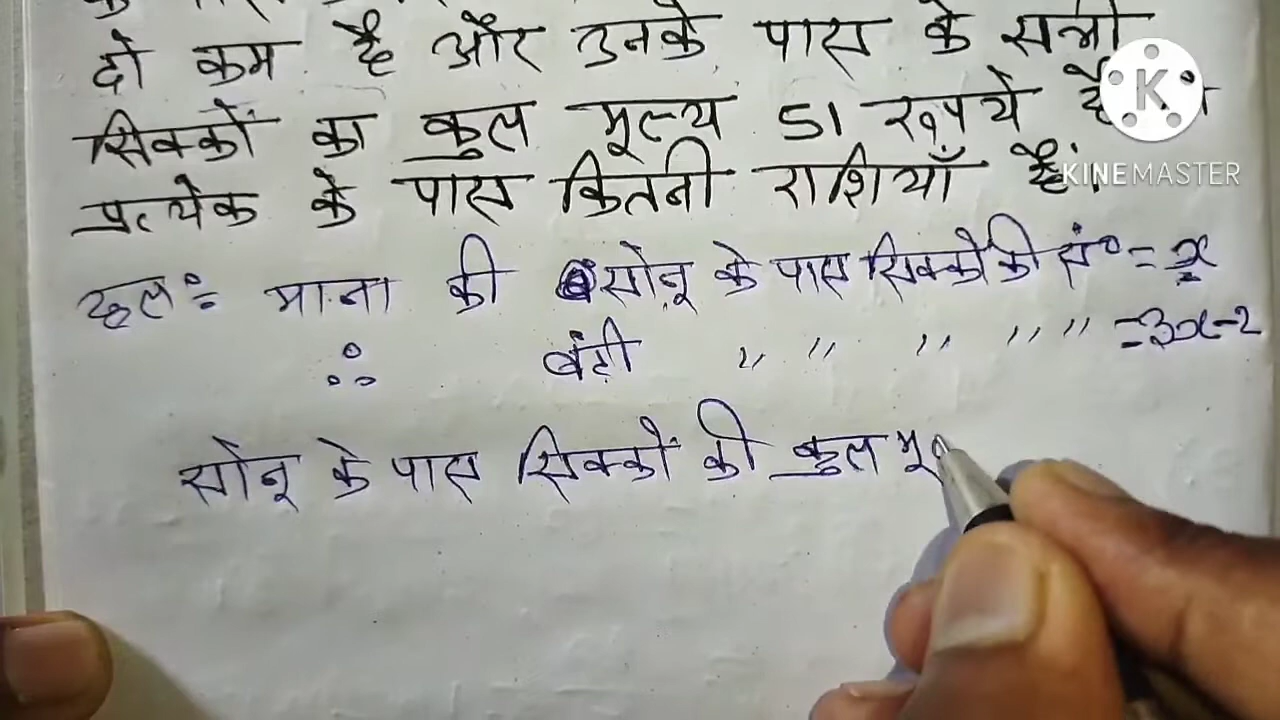 दो कम है और उनके पास के सभी
सिक्कों का कुल मूल्य 51 रूपये है
प्रत्येक के पास कितनी राशियाँ हैं।
K
KINEMASTER
हलः= माना की सोनू के पास सिक्कों की सं० = x
∴ बंटी " " " " " = 3x-2
सोनू के पास सिक्कों की कुल मू